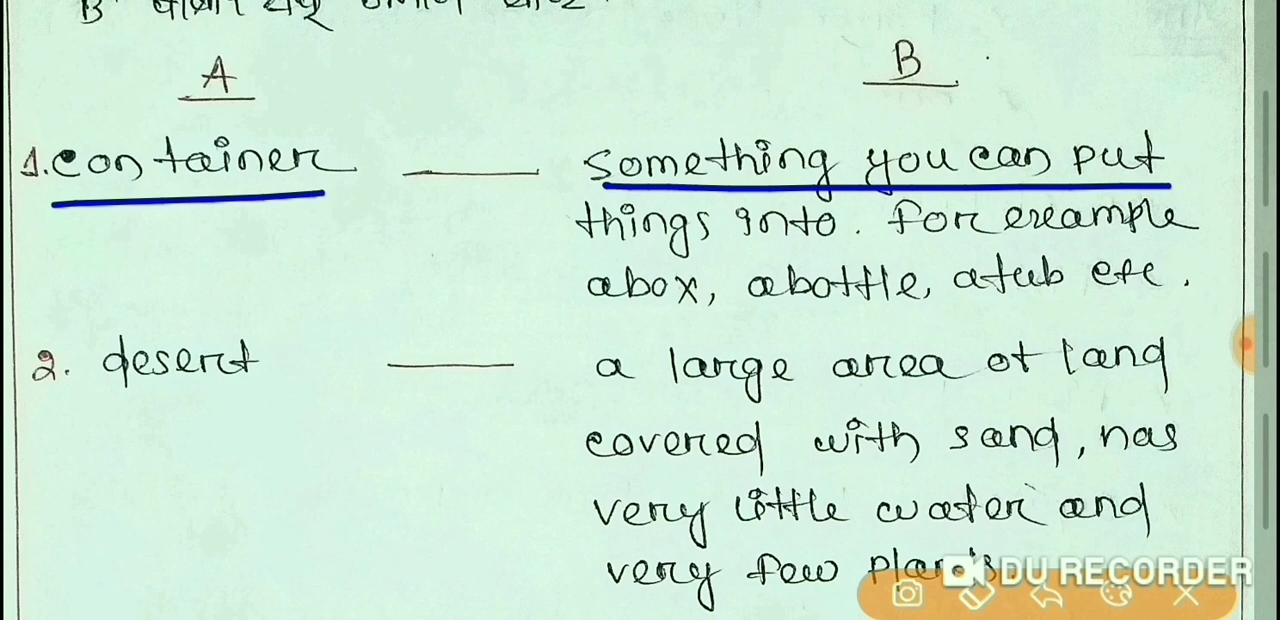 A B
1. container — something you can put
things into. For example
a box, a bottle, a tub etc.
2. desert — a large area of land
covered with sand, has
very little water and
very few plants.
DU RECORDER